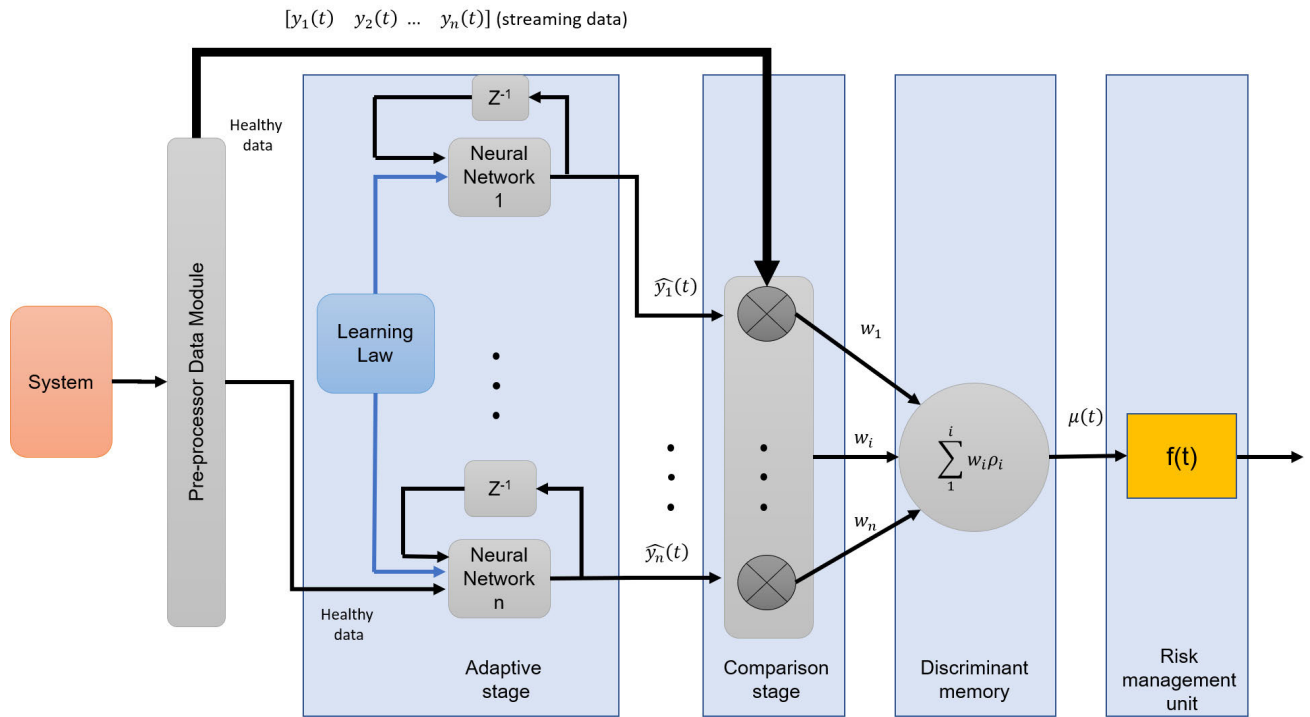 [y₁(t) y₂(t) … yₙ(t)] (streaming data)
Healthy
data
System
Pre-processor Data Module
Z⁻¹
Neural
Network
1
Learning
Law
Z⁻¹
Neural
Network
n
Healthy
data
Adaptive
stage
ŷ₁(t)
ŷₙ(t)
Comparison
stage
w₁
wᵢ
wₙ
∑₁ⁱ wᵢρᵢ
Discriminant
memory
μ(t)
f(t)
Risk
management
unit